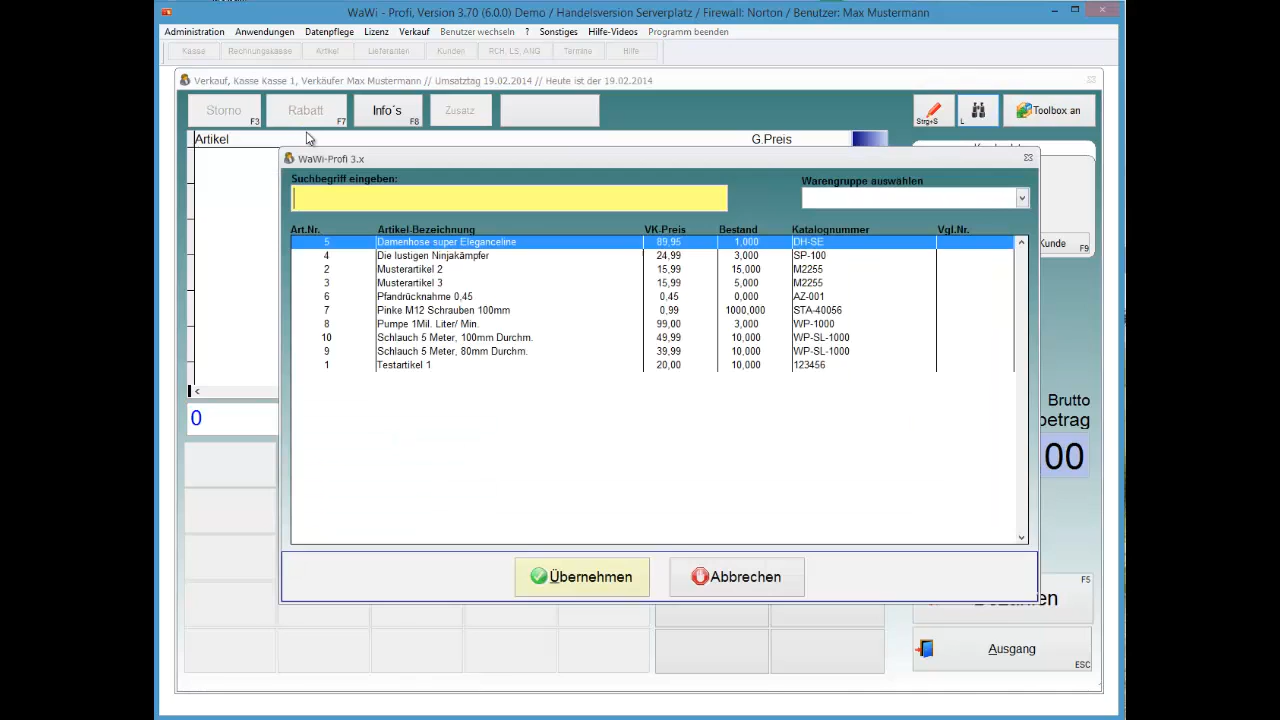 WaWi - Profi, Version 3.70 (6.0.0) Demo / Handelsversion Serverplatz / Firewall: Norton / Benutzer: Max Mustermann
Administration Anwendungen Datenpflege Lizenz Verkauf Benutzer wechseln ? Sonstiges Hilfe-Videos Programm beenden
Kasse Rechnungskasse Artikel Lieferanten Kunden RCH, LS, ANG Termine Hilfe
Verkauf, Kasse Kasse 1, Verkäufer Max Mustermann // Umsatztag 19.02.2014 // Heute ist der 19.02.2014
Storno F3 Rabatt F7 Info´s F8 Zusatz Strg+S L Toolbox an
Artikel G.Preis
WaWi-Profi 3.x
Suchbegriff eingeben: Warengruppe auswählen
Art.Nr. Artikel-Bezeichnung VK-Preis Bestand Katalognummer Vgl.Nr.
5 Damenhose super Eleganceline 89,95 1,000 DH-SE
4 Die lustigen Ninjakämpfer 24,99 3,000 SP-100
2 Musterartikel 2 15,99 15,000 M2255
3 Musterartikel 3 15,99 5,000 M2255
6 Pfandrücknahme 0,45 0,45 0,000 AZ-001
7 Pinke M12 Schrauben 100mm 0,99 1000,000 STA-40056
8 Pumpe 1Mil. Liter/ Min. 99,00 3,000 WP-1000
10 Schlauch 5 Meter, 100mm Durchm. 49,99 10,000 WP-SL-1000
9 Schlauch 5 Meter, 80mm Durchm. 39,99 10,000 WP-SL-1000
1 Testartikel 1 20,00 10,000 123456
Kunde F9
0
Brutto
betrag
00
Übernehmen Abbrechen
F5
Ausgang
ESC